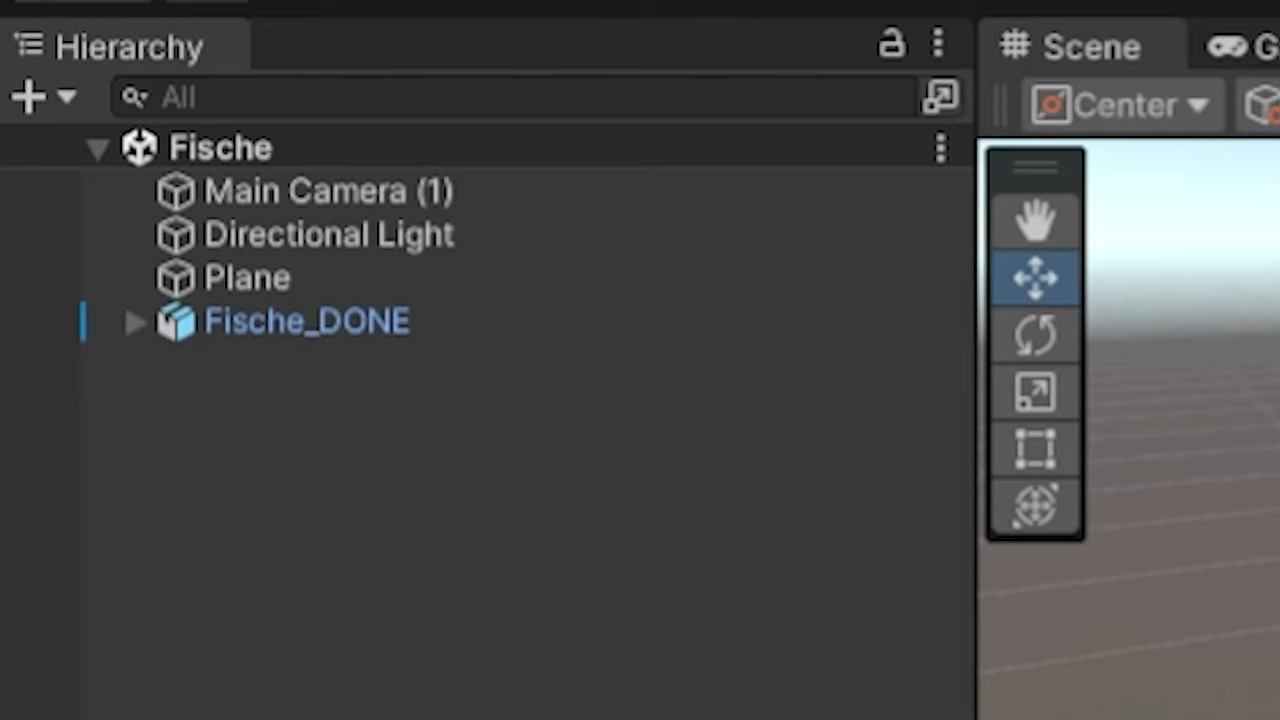 Hierarchy
All
Fische
Main Camera (1)
Directional Light
Plane
Fische_DONE
Scene
G
Center